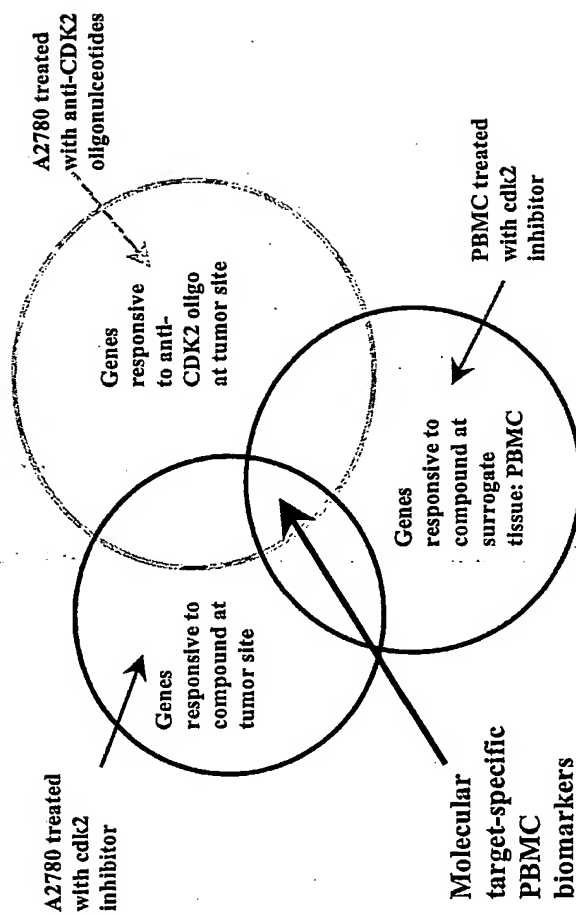 A2780 treated
with cdk2
inhibitor
Genes
responsive to
compound at
tumor site
A2780 treated
with anti-CDK2
oligonulceotides
Genes
responsive
to anti-
CDK2 oligo
at tumor site
Genes
responsive to
compound at
surrogate
tissue: PBMC
PBMC treated
with cdk2
inhibitor
Molecular
target-specific
PBMC
biomarkers